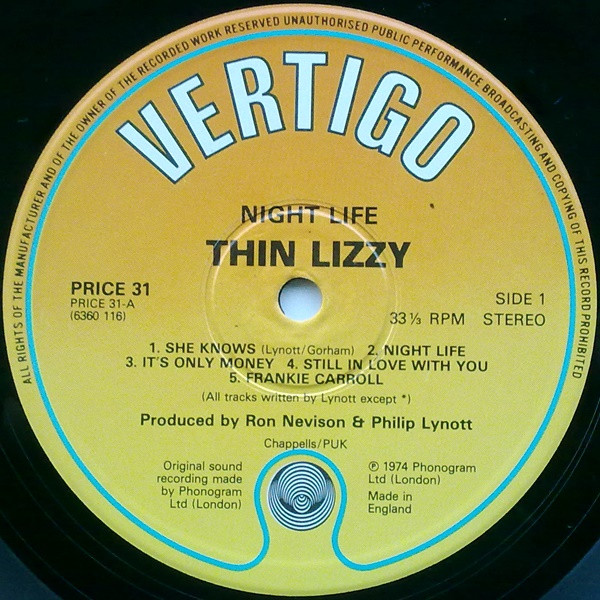 ALL RIGHTS OF THE MANUFACTURER AND OF THE OWNER OF THE RECORDED WORK RESERVED UNAUTHORISED PUBLIC PERFORMANCE BROADCASTING AND COPYING OF THIS RECORD PROHIBITED
VERTIGO
NIGHT LIFE
THIN LIZZY
PRICE 31
PRICE 31-A
(6360 116)
SIDE 1
33 ⅓ RPM STEREO
1. SHE KNOWS (Lynott/Gorham) 2. NIGHT LIFE
3. IT'S ONLY MONEY 4. STILL IN LOVE WITH YOU
5. FRANKIE CARROLL
(All tracks written by Lynott except *)
Produced by Ron Nevison & Philip Lynott
Chappells/PUK
Original sound
recording made
by Phonogram
Ltd (London)
℗ 1974 Phonogram
Ltd (London)
Made in
England